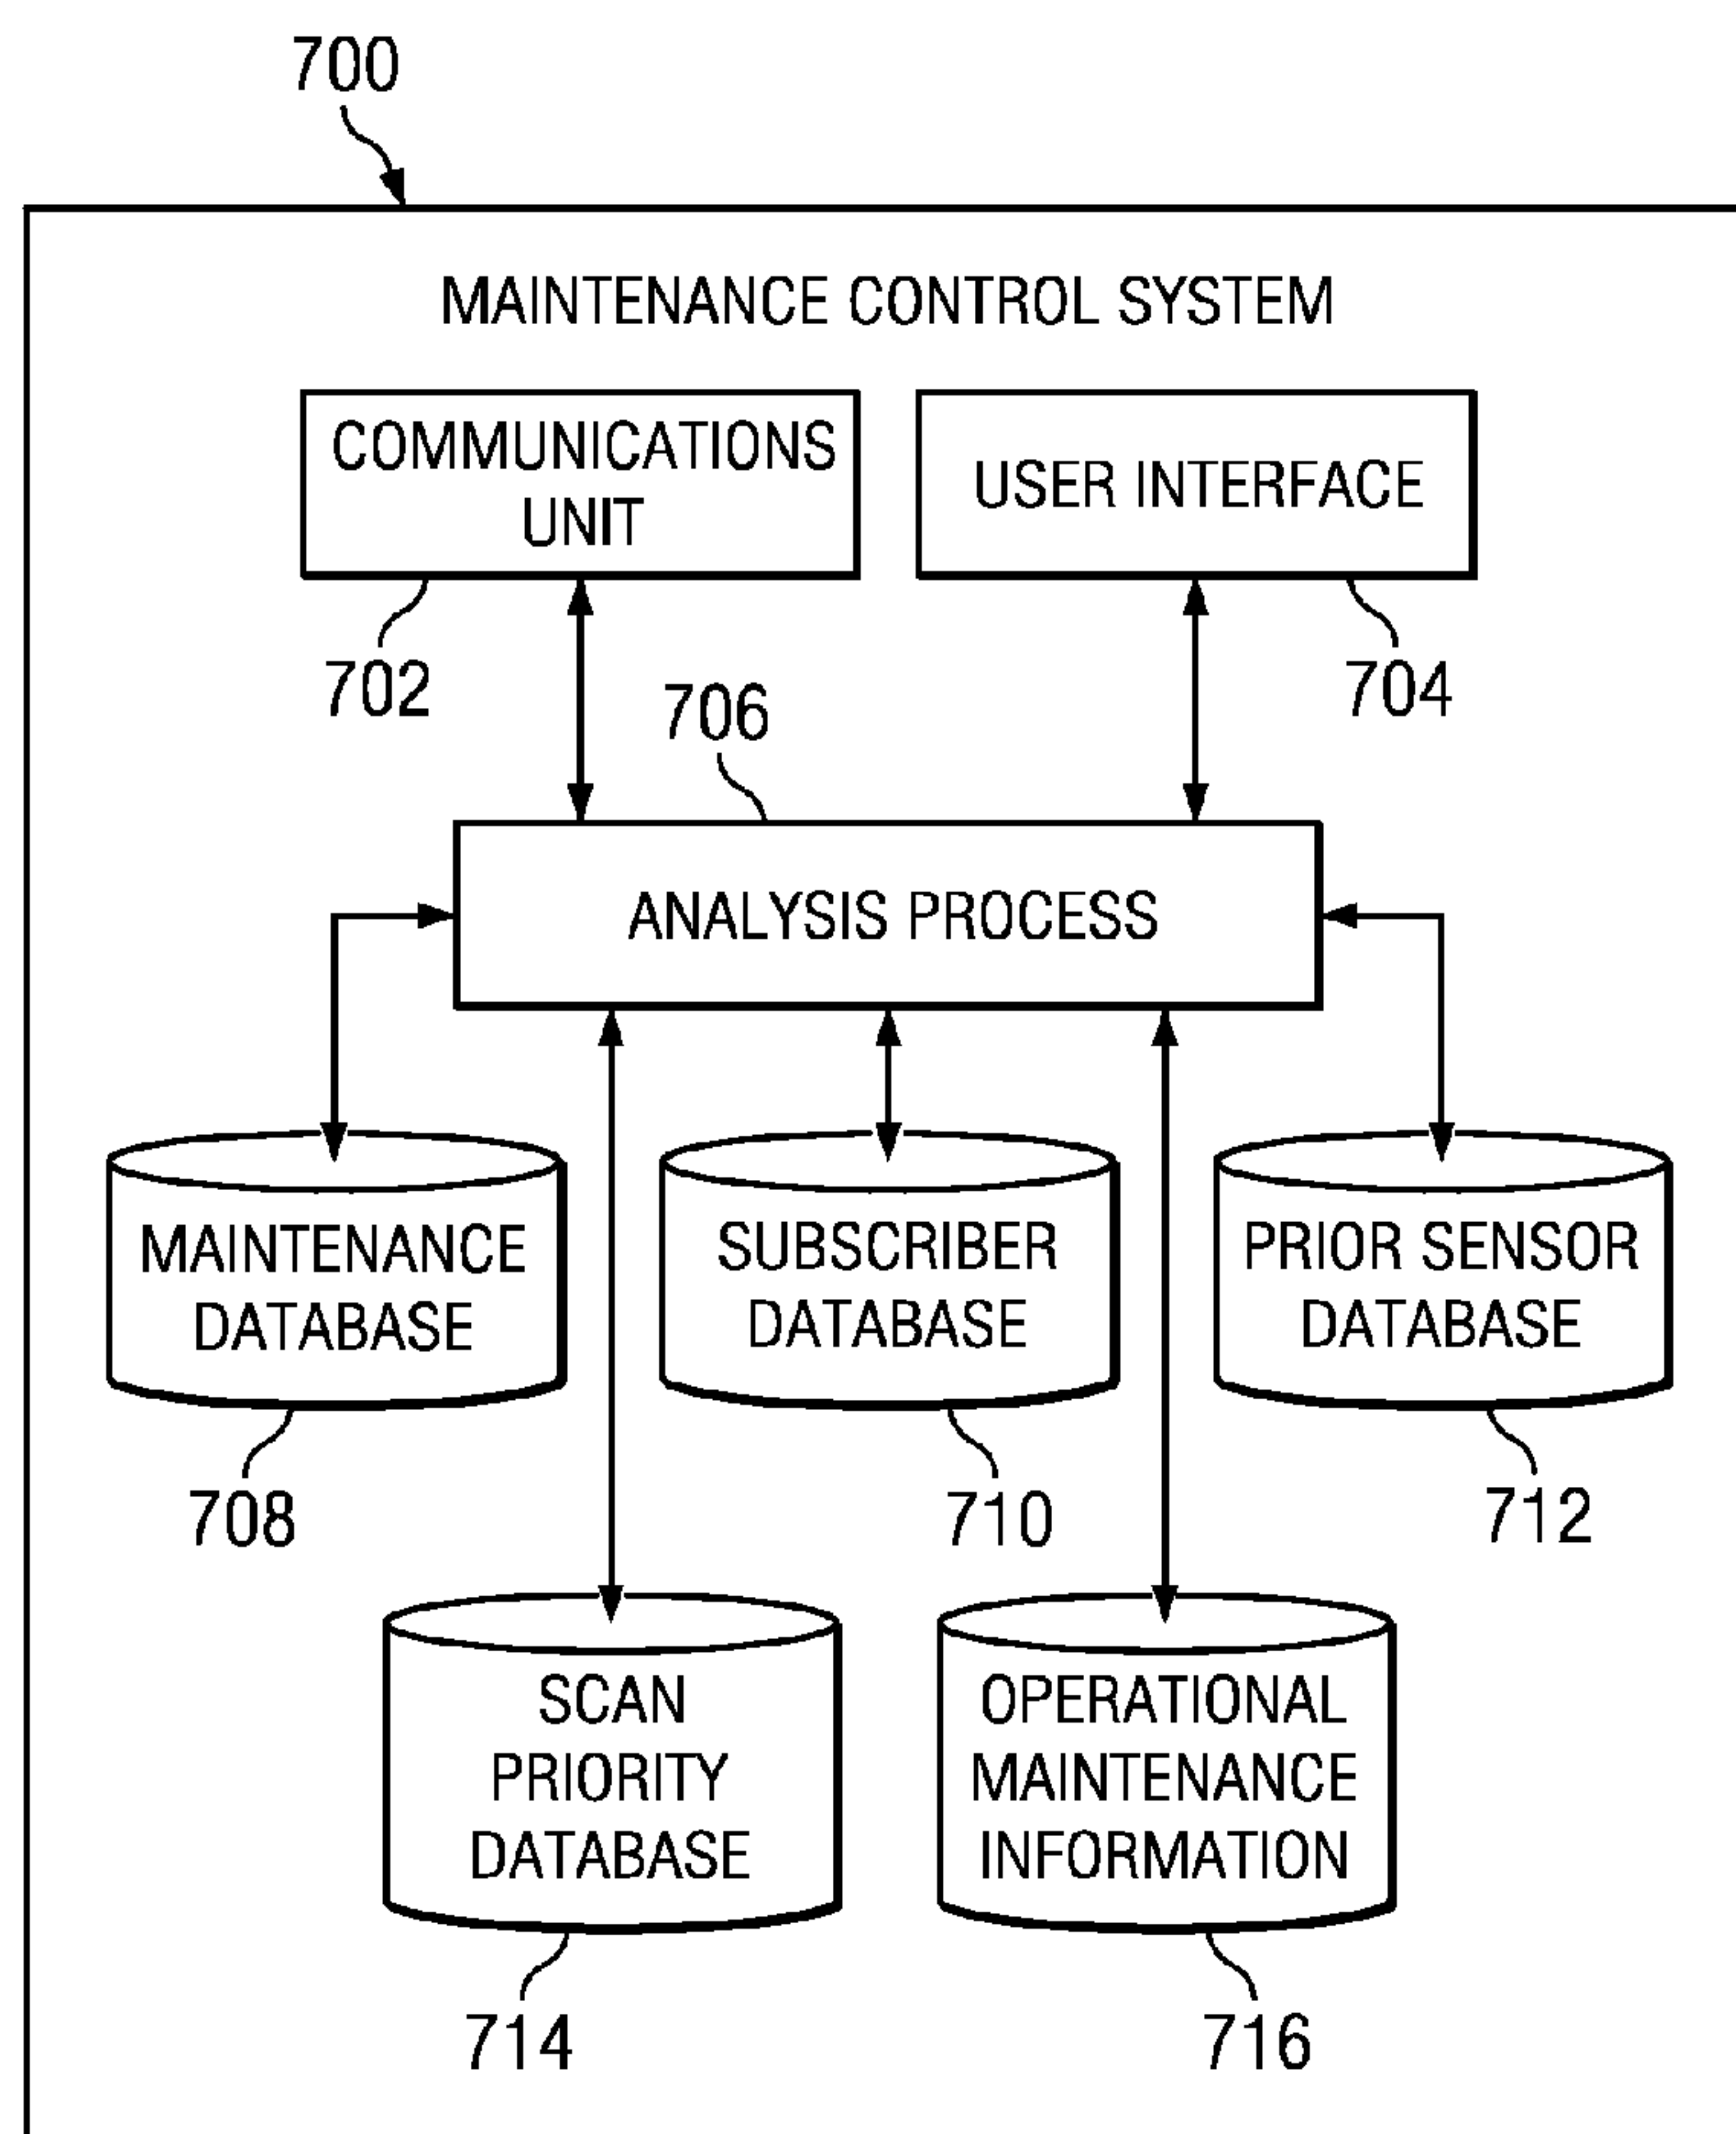 700
MAINTENANCE CONTROL SYSTEM
COMMUNICATIONS
UNIT
USER INTERFACE
702
704
706
ANALYSIS PROCESS
MAINTENANCE
DATABASE
SUBSCRIBER
DATABASE
PRIOR SENSOR
DATABASE
708
710
712
SCAN
PRIORITY
DATABASE
OPERATIONAL
MAINTENANCE
INFORMATION
714
716